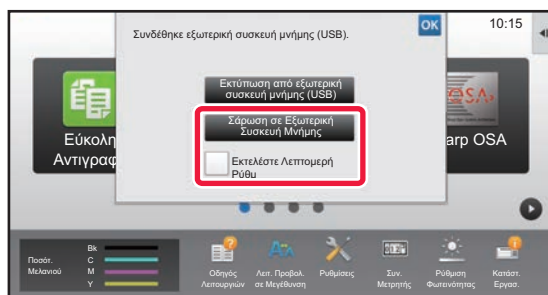 10:15
Συνδέθηκε εξωτερική συσκευή μνήμης (USB).
OK
Εκτύπωση από εξωτερική
συσκευή μνήμης (USB)
Σάρωση σε Εξωτερική
Συσκευή Μνήμης
Εκτελέστε Λεπτομερή
Ρύθμ
Εύκολη
Αντιγραφ
OSA
arp OSA
Ποσότ.
Μελανιού
Bk
C
M
Y
Οδηγός
Λειτουργιών
Λειτ. Προβολ.
σε Μεγέθυνση
Ρυθμίσεις
Συν.
Μετρητής
Ρύθμιση
Φωτεινότητας
Κατάστ.
Εργασ.